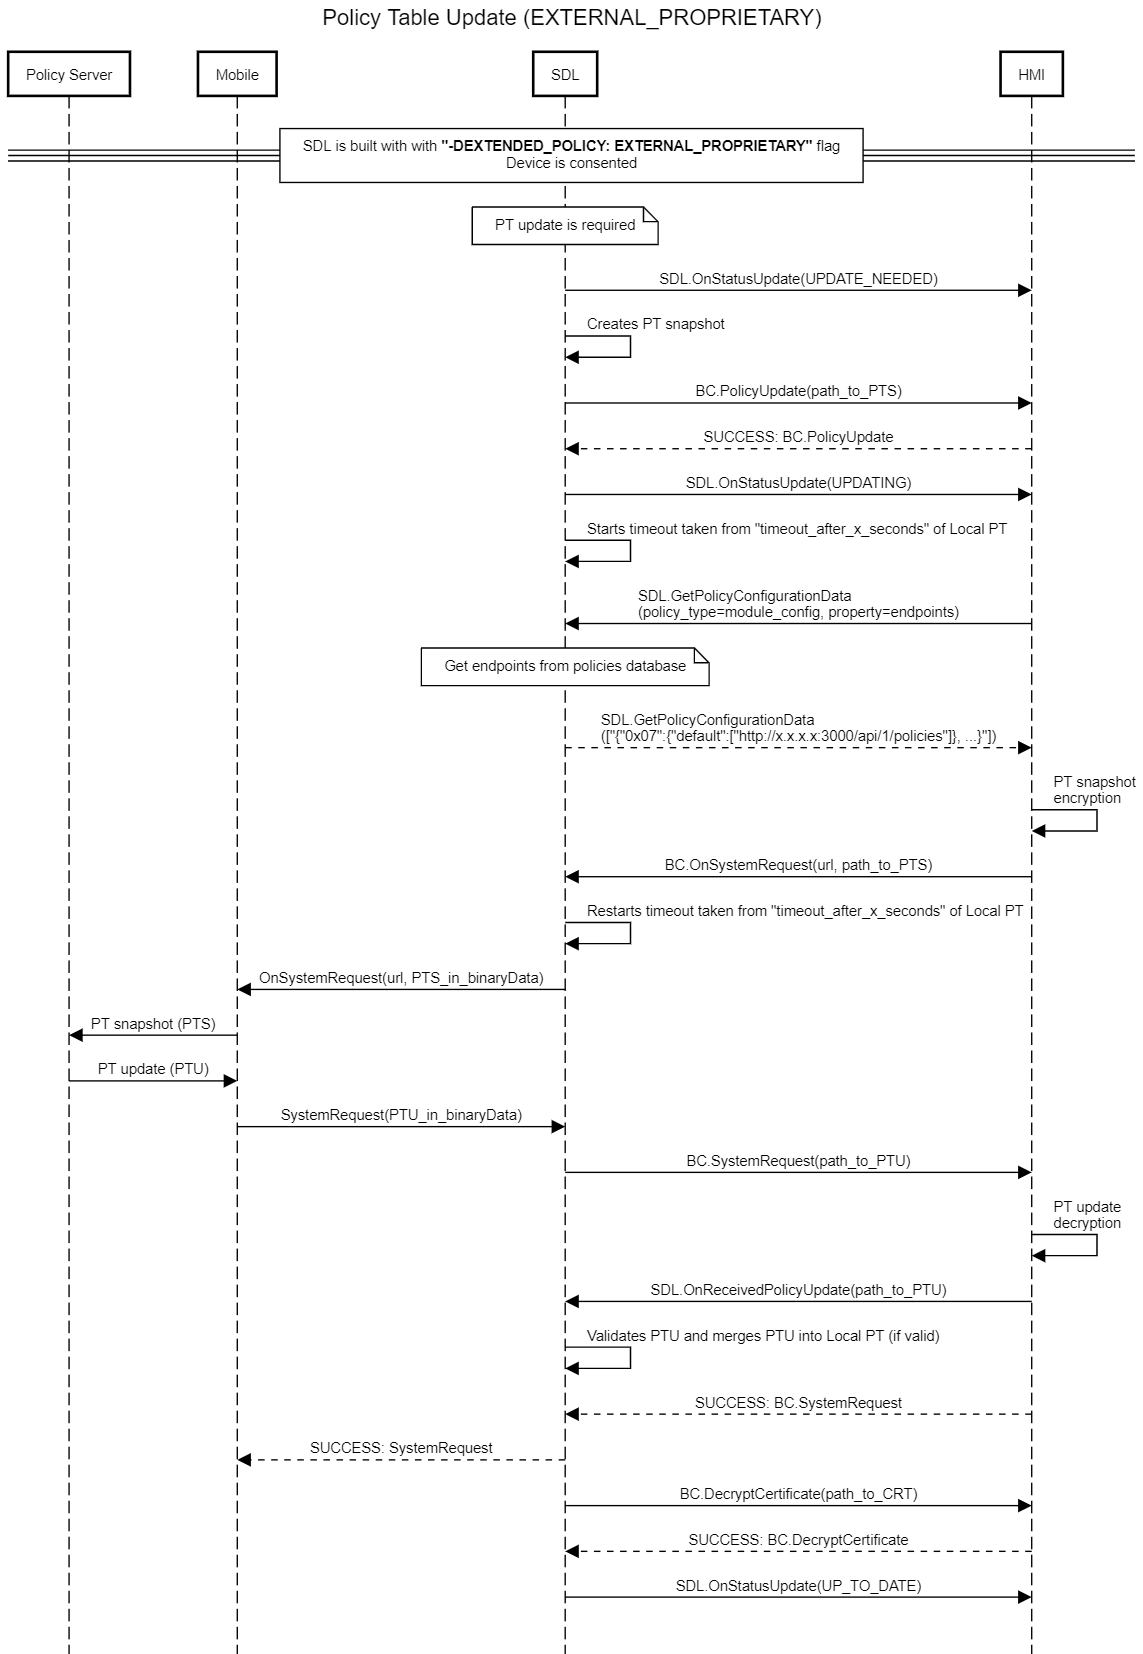 Policy Table Update (EXTERNAL_PROPRIETARY)
Policy Server
Mobile
SDL
HMI
SDL is built with with "-DEXTENDED_POLICY: EXTERNAL_PROPRIETARY" flag
Device is consented
PT update is required
SDL.OnStatusUpdate(UPDATE_NEEDED)
Creates PT snapshot
BC.PolicyUpdate(path_to_PTS)
SUCCESS: BC.PolicyUpdate
SDL.OnStatusUpdate(UPDATING)
Starts timeout taken from "timeout_after_x_seconds" of Local PT
SDL.GetPolicyConfigurationData
(policy_type=module_config, property=endpoints)
Get endpoints from policies database
SDL.GetPolicyConfigurationData
(["{"0x07":{"default":["http://x.x.x.x:3000/api/1/policies"]}, ...}"])
PT snapshot
encryption
BC.OnSystemRequest(url, path_to_PTS)
Restarts timeout taken from "timeout_after_x_seconds" of Local PT
OnSystemRequest(url, PTS_in_binaryData)
PT snapshot (PTS)
PT update (PTU)
SystemRequest(PTU_in_binaryData)
BC.SystemRequest(path_to_PTU)
PT update
decryption
SDL.OnReceivedPolicyUpdate(path_to_PTU)
Validates PTU and merges PTU into Local PT (if valid)
SUCCESS: BC.SystemRequest
SUCCESS: SystemRequest
BC.DecryptCertificate(path_to_CRT)
SUCCESS: BC.DecryptCertificate
SDL.OnStatusUpdate(UP_TO_DATE)